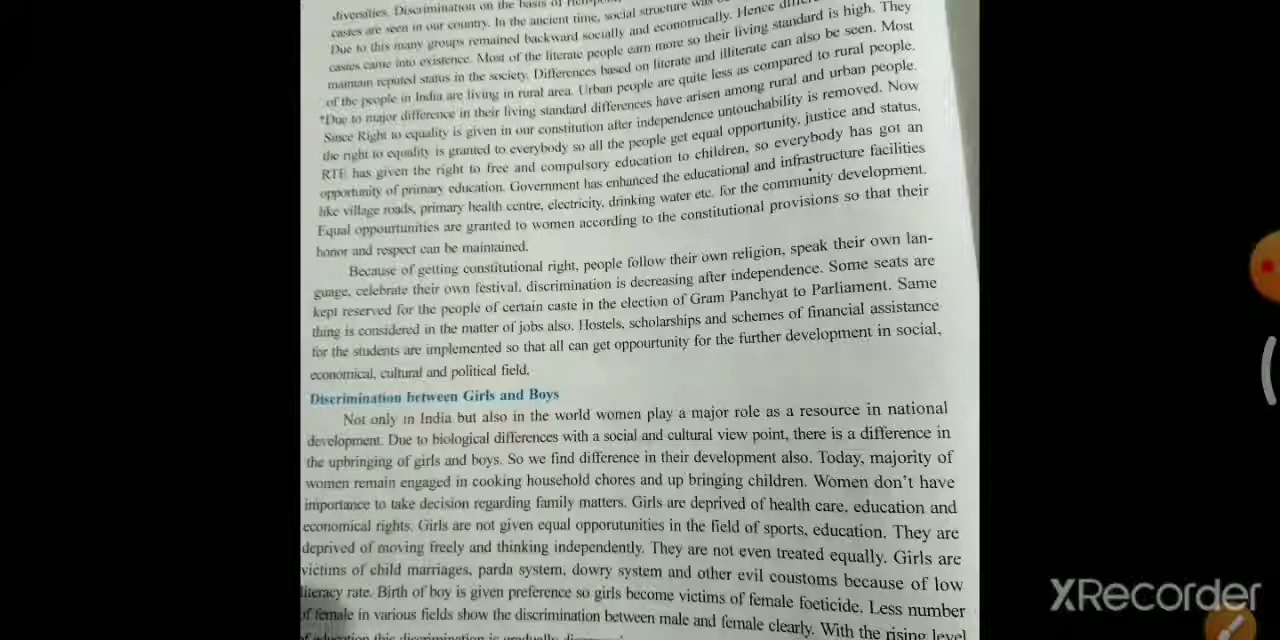 diversities. Discrimination on the basis of rich-poor,
castes are seen in our country. In the ancient time, social structure was
Due to this many groups remained backward socially and economically. Hence
castes came into existence. Most of the literate people earn more so their living standard is high. They
maintain reputed status in the society. Differences based on literate and illiterate can also be seen. Most
of the people in India are living in rural area. Urban people are quite less as compared to rural people.
*Due to major difference in their living standard differences have arisen among rural and urban people.
Since Right to equality is given in our constitution after independence untouchability is removed. Now
the right to equality is granted to everybody so all the people get equal opportunity, justice and status.
RTE has given the right to free and compulsory education to children, so everybody has got an
opportunity of primary education. Government has enhanced the educational and infrastructure facilities
like village roads, primary health centre, electricity, drinking water etc. for the community development.
Equal oppourtunities are granted to women according to the constitutional provisions so that their
honor and respect can be maintained.
Because of getting constitutional right, people follow their own religion, speak their own lan-
guage, celebrate their own festival, discrimination is decreasing after independence. Some seats are
kept reserved for the people of certain caste in the election of Gram Panchyat to Parliament. Same
thing is considered in the matter of jobs also. Hostels, scholarships and schemes of financial assistance
for the students are implemented so that all can get oppourtunity for the further development in social,
economical, cultural and political field.
Discrimination between Girls and Boys
Not only in India but also in the world women play a major role as a resource in national
development. Due to biological differences with a social and cultural view point, there is a difference in
the upbringing of girls and boys. So we find difference in their development also. Today, majority of
women remain engaged in cooking household chores and up bringing children. Women don't have
importance to take decision regarding family matters. Girls are deprived of health care, education and
economical rights. Girls are not given equal opporutunities in the field of sports, education. They are
deprived of moving freely and thinking independently. They are not even treated equally. Girls are
victims of child marriages, parda system, dowry system and other evil coustoms because of low
literacy rate. Birth of boy is given preference so girls become victims of female foeticide. Less number
of female in various fields show the discrimination between male and female clearly. With the rising level
of education this discrimination is gradually
XRecorder